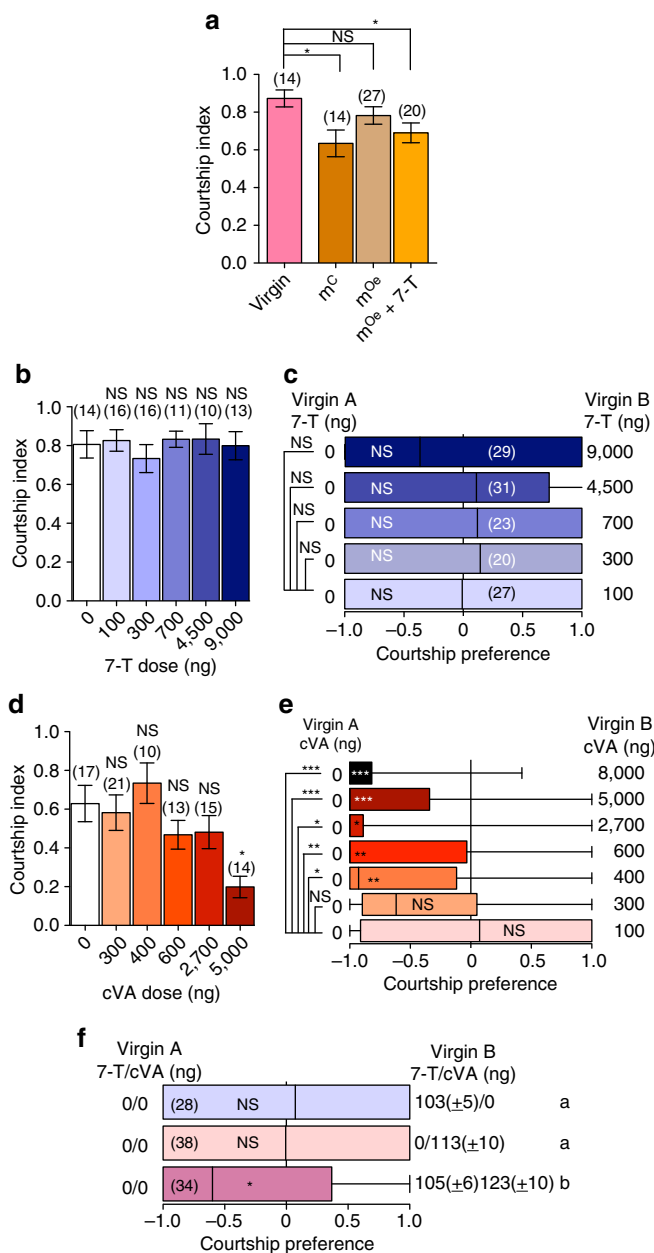 a
*
NS
*
(14)
(14)
(27)
(20)
1.0
0.8
0.6
0.4
0.2
0.0
Courtship index
Virgin
mC
mOe
mOe + 7-T
b
NS NS NS NS NS
(14) (16) (16) (11) (10) (13)
1.0
0.8
0.6
0.4
0.2
0.0
Courtship index
0 100 300 700 4,500 9,000
7-T dose (ng)
c
Virgin A
7-T (ng)
Virgin B
7-T (ng)
NS 0 NS (29) 9,000
NS 0 NS (31) 4,500
NS 0 NS (23) 700
NS 0 NS (20) 300
0 NS (27) 100
−1.0 −0.5 0 0.5 1.0
Courtship preference
d
(17)
NS
(21)
NS
(10)
NS
(13)
NS
(15)
*
(14)
1.0
0.8
0.6
0.4
0.2
0.0
Courtship index
0 300 400 600 2,700 5,000
cVA dose (ng)
e
Virgin A
cVA (ng)
Virgin B
cVA (ng)
*** 0 *** 8,000
*** 0 *** 5,000
* 0 * 2,700
** 0 ** 600
* 0 ** 400
NS 0 NS 300
0 NS 100
−1.0 −0.5 0 0.5 1.0
Courtship preference
f
Virgin A
7-T/cVA (ng)
Virgin B
7-T/cVA (ng)
0/0 (28) NS 103(±5)/0 a
0/0 (38) NS 0/113(±10) a
0/0 (34) * 105(±6)123(±10) b
−1.0 −0.5 0 0.5 1.0
Courtship preference